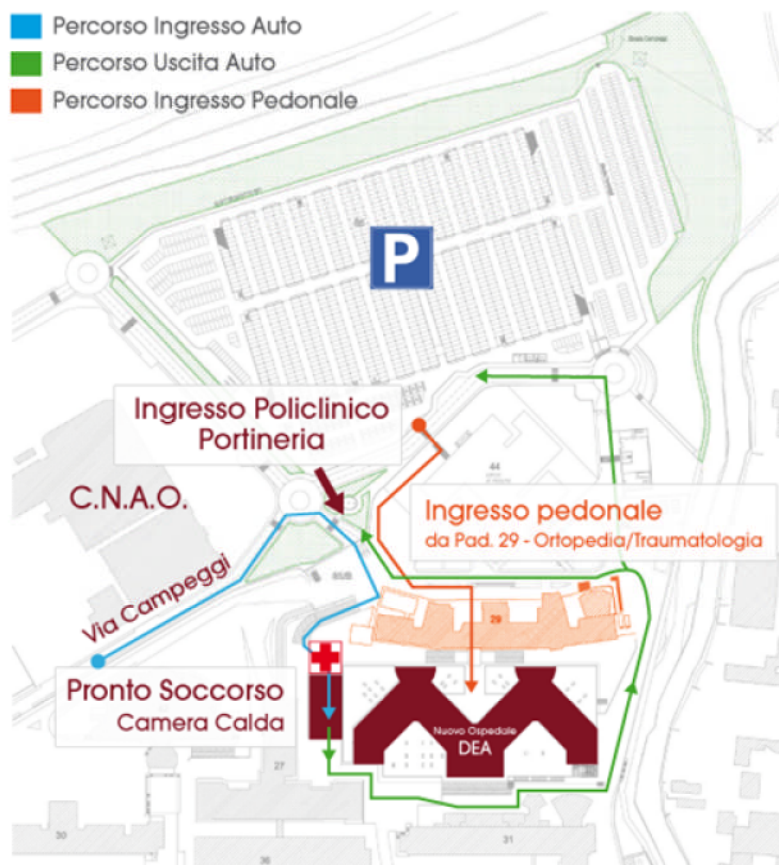 Percorso Ingresso Auto
Percorso Uscita Auto
Percorso Ingresso Pedonale
P
Ingresso Policlinico
Portineria
C.N.A.O.
44
Ingresso pedonale
da Pad. 29 - Ortopedia/Traumatologia
Via Campeggi
29
Pronto Soccorso
Camera Calda
Nuovo Ospedale
DEA
27
30
36
31